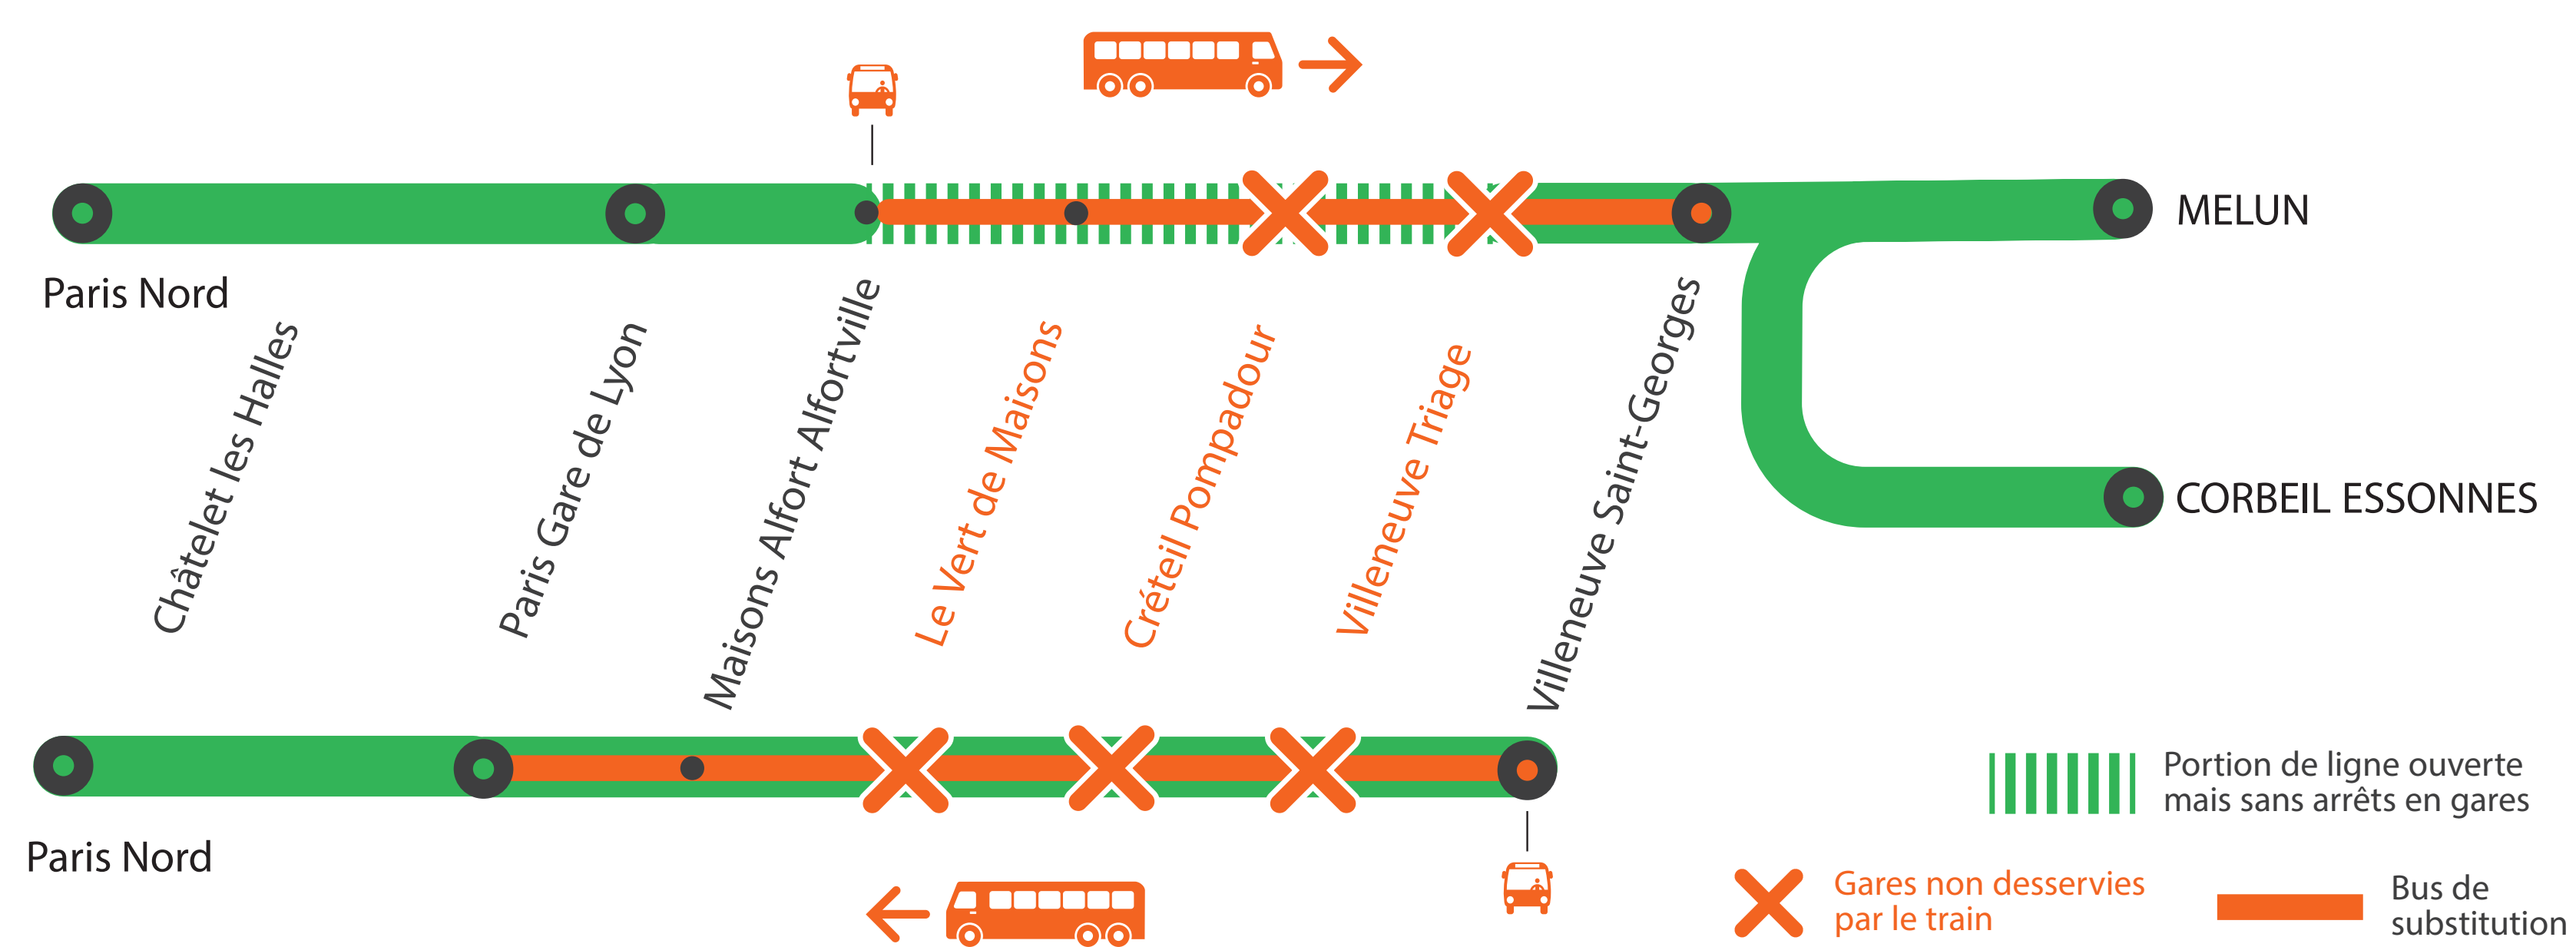 MELUN
Paris Nord
Châtelet les Halles
Paris Gare de Lyon
Maisons Alfort Alfortville
Le Vert de Maisons
Créteil Pompadour
Villeneuve Triage
Villeneuve Saint-Georges
CORBEIL ESSONNES
Paris Nord
Portion de ligne ouverte
mais sans arrêts en gares
Gares non desservies
par le train
Bus de
substitution